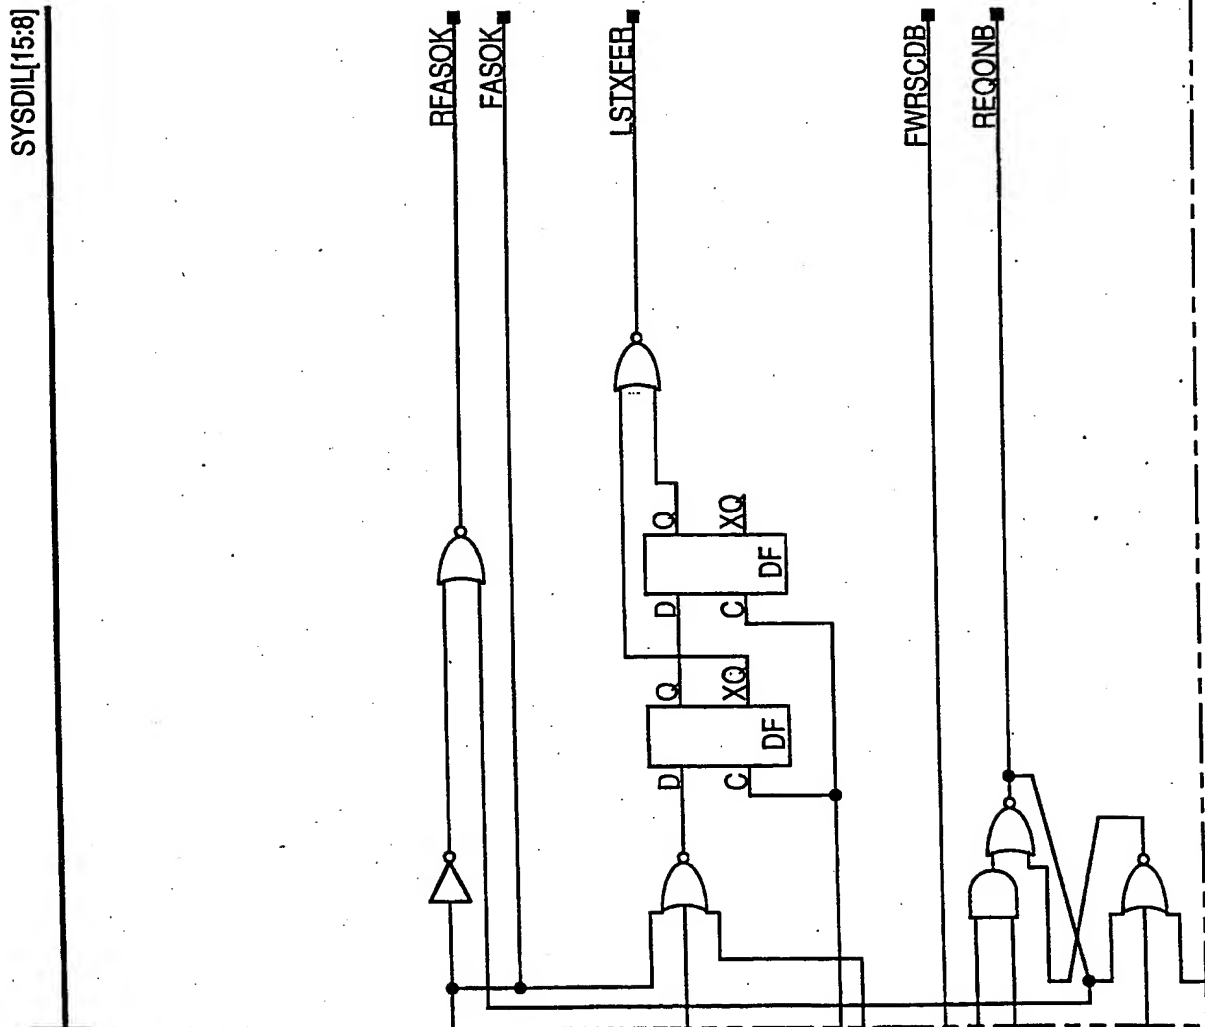 SYSDIL[15:8]
RFASOK
FASOK
LSTXFER
FWRSCDB
REQONB
Q
XQ
DF
D
C
Q
XQ
DF
D
C